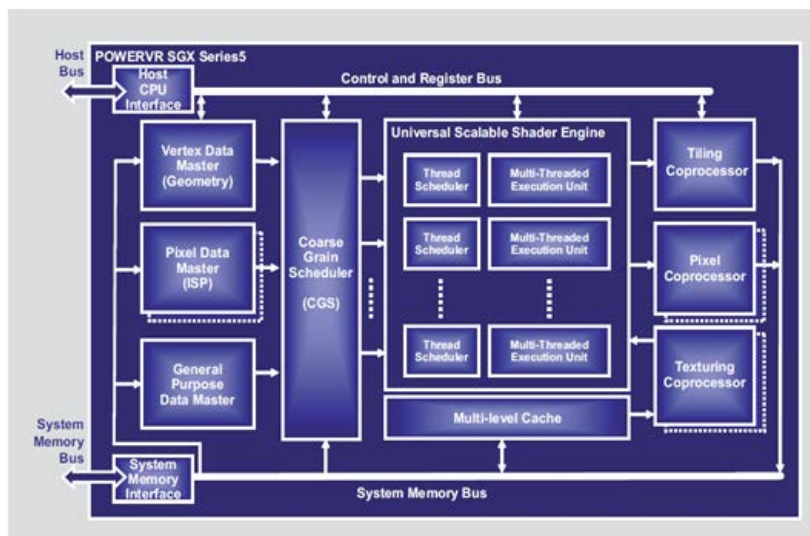 POWERVR SGX Series5
Host
Bus
Host
CPU
Interface
Control and Register Bus
Vertex Data
Master
(Geometry)
Pixel Data
Master
(ISP)
General
Purpose
Data Master
Coarse
Grain
Scheduler
(CGS)
Universal Scalable Shader Engine
Thread
Scheduler
Multi-Threaded
Execution Unit
Thread
Scheduler
Multi-Threaded
Execution Unit
Thread
Scheduler
Multi-Threaded
Execution Unit
Multi-level Cache
Tiling
Coprocessor
Pixel
Coprocessor
Texturing
Coprocessor
System
Memory
Bus
System
Memory
Interface
System Memory Bus